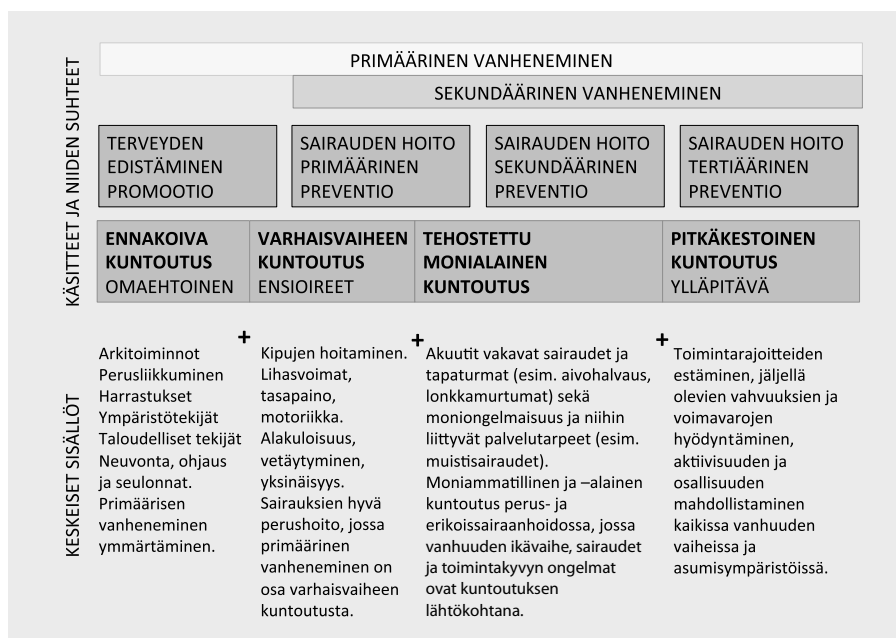 KÄSITTEET JA NIIDEN SUHTEET
PRIMÄÄRINEN VANHENEMINEN
SEKUNDÄÄRINEN VANHENEMINEN
TERVEYDEN
EDISTÄMINEN
PROMOOTIO
SAIRAUDEN HOITO
PRIMÄÄRINEN
PREVENTIO
SAIRAUDEN HOITO
SEKUNDÄÄRINEN
PREVENTIO
SAIRAUDEN HOITO
TERTIÄÄRINEN
PREVENTIO
ENNAKOIVA
KUNTOUTUS
OMAEHTOINEN
VARHAISVAIHEEN
KUNTOUTUS
ENSIOIREET
TEHOSTETTU
MONIALAINEN
KUNTOUTUS
PITKÄKESTOINEN
KUNTOUTUS
YLLÄPITÄVÄ
KESKEISET SISÄLLÖT
Arkitoiminnot
Perusliikkuminen
Harrastukset
Ympäristötekijät
Taloudelliset tekijät
Neuvonta, ohjaus
ja seulonnat.
Primäärisen
vanheneminen
ymmärtäminen.
+
Kipujen hoitaminen.
Lihasvoimat,
tasapaino,
motoriikka.
Alakuloisuus,
vetäytyminen,
yksinäisyys.
Sairauksien hyvä
perushoito, jossa
primäärinen
vanheneminen on
osa varhaisvaiheen
kuntoutusta.
+
Akuutit vakavat sairaudet ja
tapaturmat (esim. aivohalvaus,
lonkkamurtumat) sekä
moniongelmaisuus ja niihin
liittyvät palvelutarpeet (esim.
muistisairaudet).
Moniammatillinen ja –alainen
kuntoutus perus- ja
erikoissairaanhoidossa, jossa
vanhuuden ikävaihe, sairaudet
ja toimintakyvyn ongelmat
ovat kuntoutuksen
lähtökohtana.
+
Toimintarajoitteiden
estäminen, jäljellä
olevien vahvuuksien ja
voimavarojen
hyödyntäminen,
aktiivisuuden ja
osallisuuden
mahdollistaminen
kaikissa vanhuuden
vaiheissa ja
asumisympäristöissä.